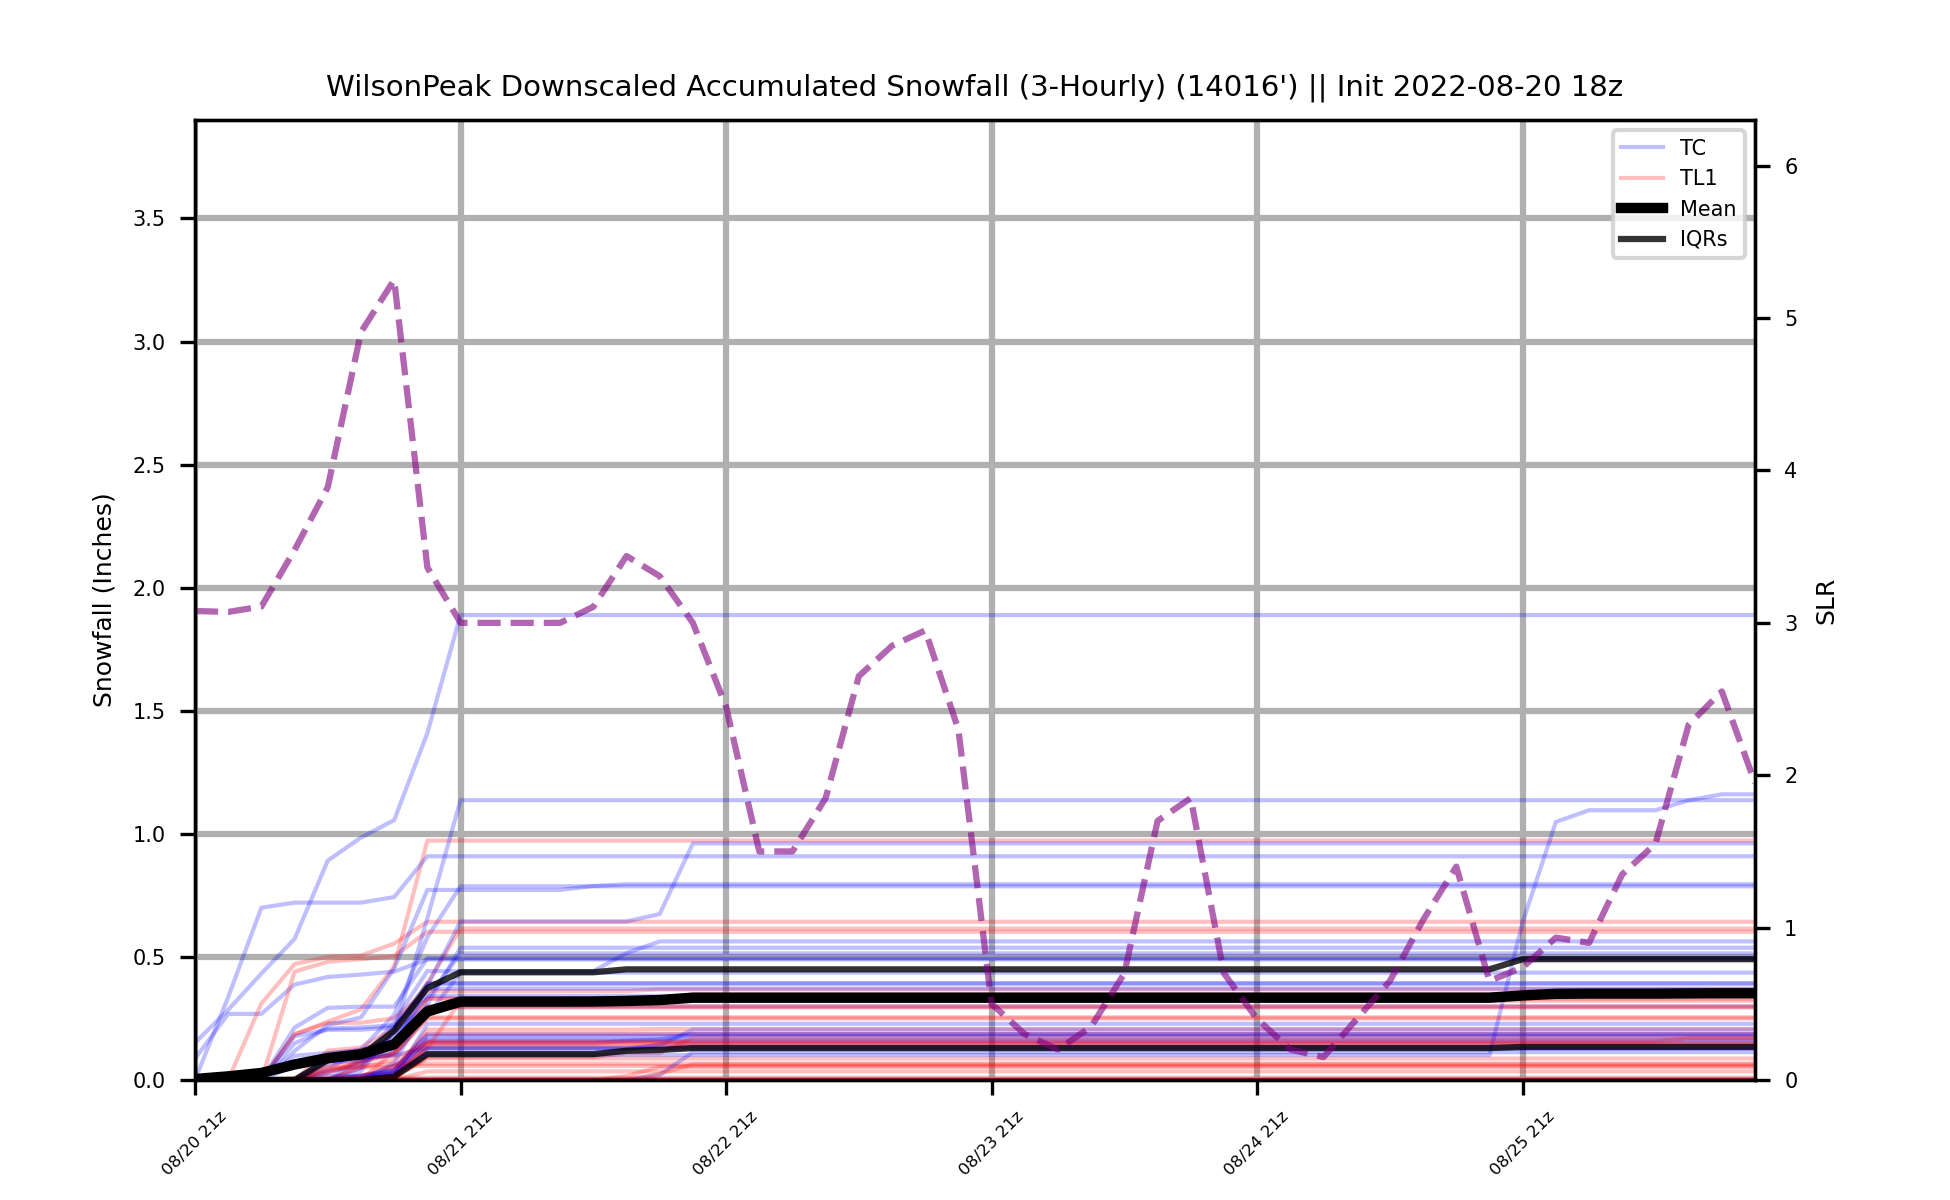 WilsonPeak Downscaled Accumulated Snowfall (3-Hourly) (14016') || Init 2022-08-20 18z
TC
TL1
Mean
IQRs
3.5
3.0
2.5
2.0
1.5
1.0
0.5
0.0
Snowfall (Inches)
6
5
4
3
2
1
0
SLR
08/20 21z
08/21 21z
08/22 21z
08/23 21z
08/24 21z
08/25 21z